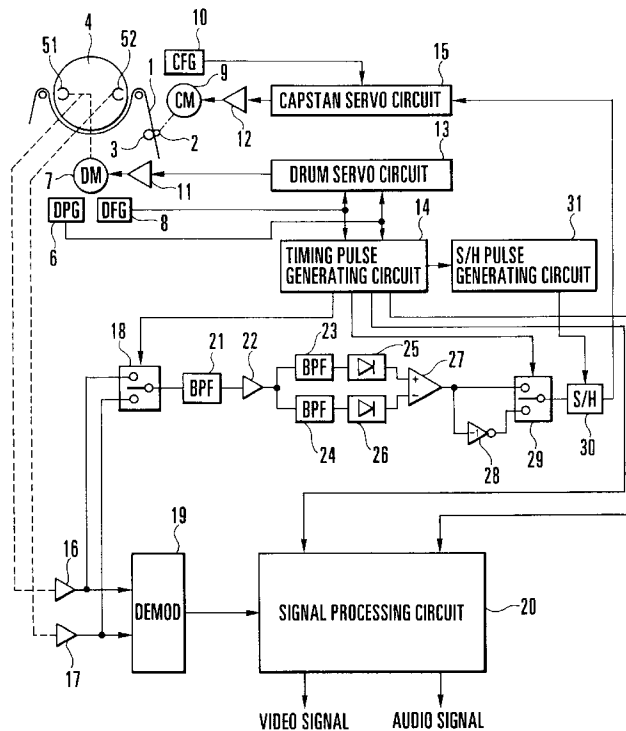 10
4
51
52
1
9
15
CFG
CM
CAPSTAN SERVO CIRCUIT
12
3
2
13
DM
DRUM SERVO CIRCUIT
7
11
DPG
DFG
6
8
14
31
TIMING PULSE
GENERATING CIRCUIT
S/H PULSE
GENERATING CIRCUIT
18
21
22
23
25
27
BPF
BPF
+
−
BPF
S/H
24
26
-1
28
29
30
19
16
DEMOD
SIGNAL PROCESSING CIRCUIT
20
17
VIDEO SIGNAL
AUDIO SIGNAL